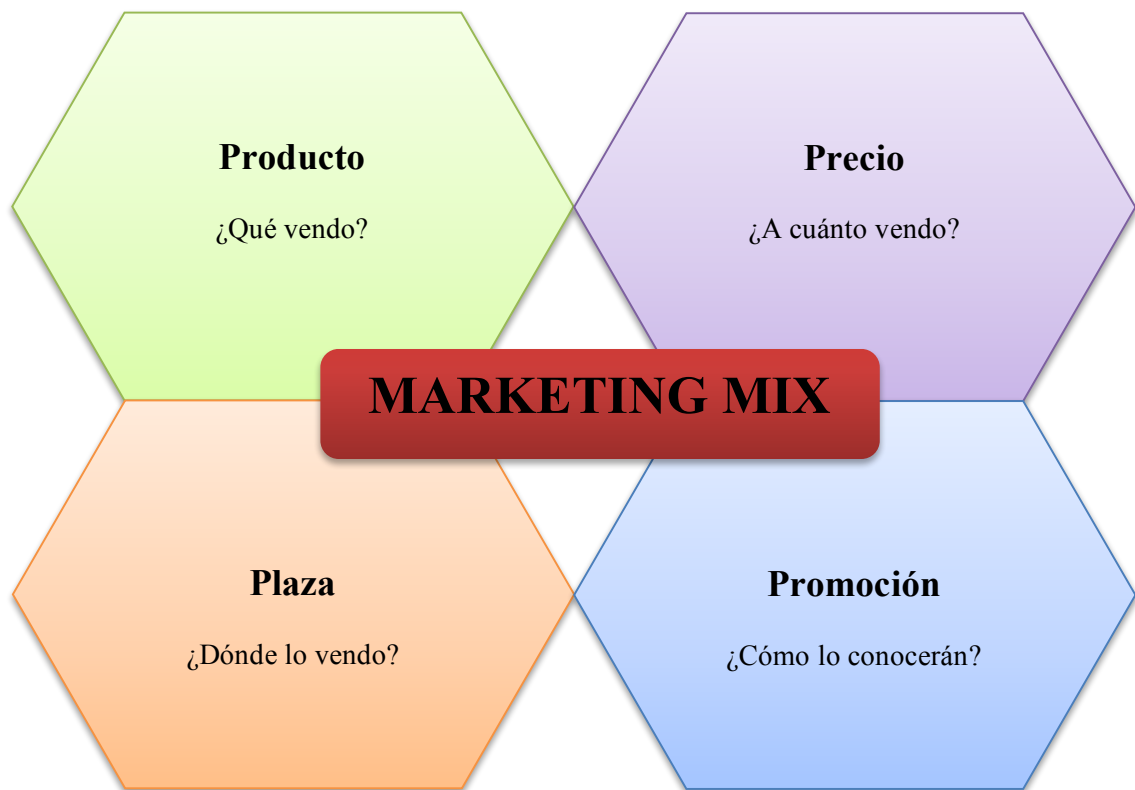 Producto
¿Qué vendo?
Precio
¿A cuánto vendo?
MARKETING MIX
Plaza
¿Dónde lo vendo?
Promoción
¿Cómo lo conocerán?